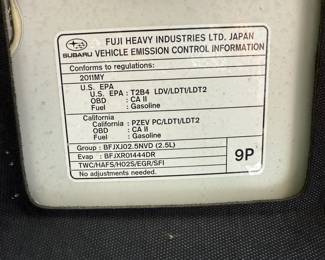 FUJI HEAVY INDUSTRIES LTD. JAPAN
SUBARU VEHICLE EMISSION CONTROL INFORMATION
Conforms to regulations:
2011MY
U.S. EPA
U.S. EPA : T2B4 LDV/LDT1/LDT2
OBD : CA II
Fuel : Gasoline
California
California : PZEV PC/LDT1/LDT2
OBD : CA II
Fuel : Gasoline
Group : BFJXJ02.5NVD (2.5L)
Evap : BFJXR01444DR
TWC/HAFS/HO2S/EGR/SFI
No adjustments needed.
9P